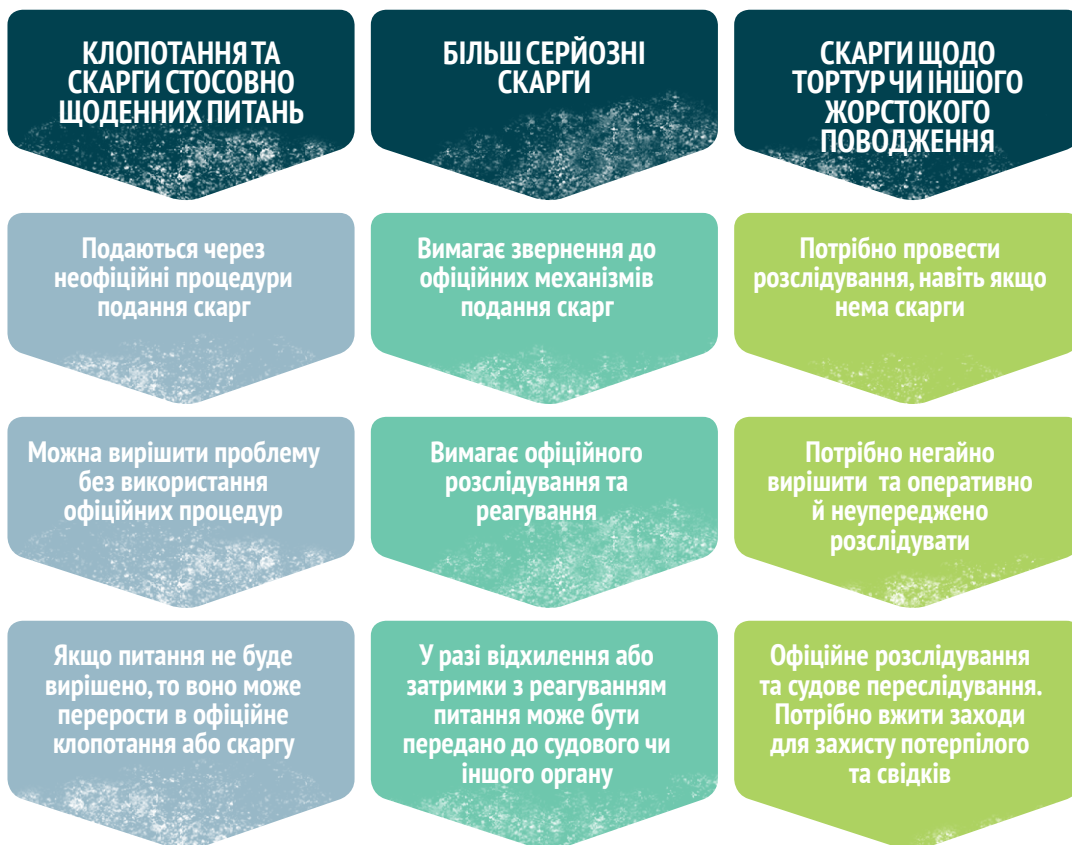 КЛОПОТАННЯ ТА
СКАРГИ СТОСОВНО
ЩОДЕННИХ ПИТАНЬ
Подаються через
неофіційні процедури
подання скарг
Можна вирішити проблему
без використання
офіційних процедур
Якщо питання не буде
вирішено, то воно може
перерости в офіційне
клопотання або скаргу
БІЛЬШ СЕРЙОЗНІ
СКАРГИ
Вимагає звернення до
офіційних механізмів
подання скарг
Вимагає офіційного
розслідування та
реагування
У разі відхилення або
затримки з реагуванням
питання може бути
передано до судового чи
іншого органу
СКАРГИ ЩОДО
ТОРТУР ЧИ ІНШОГО
ЖОРСТОКОГО
ПОВОДЖЕННЯ
Потрібно провести
розслідування, навіть якщо
нема скарги
Потрібно негайно
вирішити та оперативно
й неупереджено
розслідувати
Офіційне розслідування
та судове переслідування.
Потрібно вжити заходи
для захисту потерпілого
та свідків